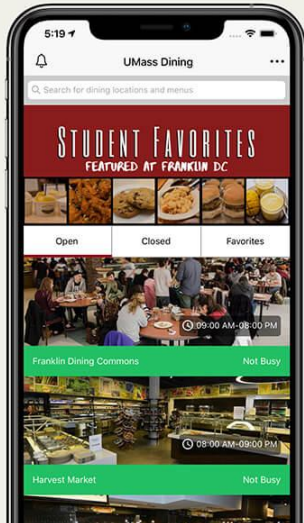 5:19
UMass Dining
Search for dining locations and menus
STUDENT FAVORITES
FEATURED AT FRANKLIN DC
Open
Closed
Favorites
09:00 AM-08:00 PM
Franklin Dining Commons
Not Busy
08:00 AM-09:00 PM
Harvest Market
Not Busy